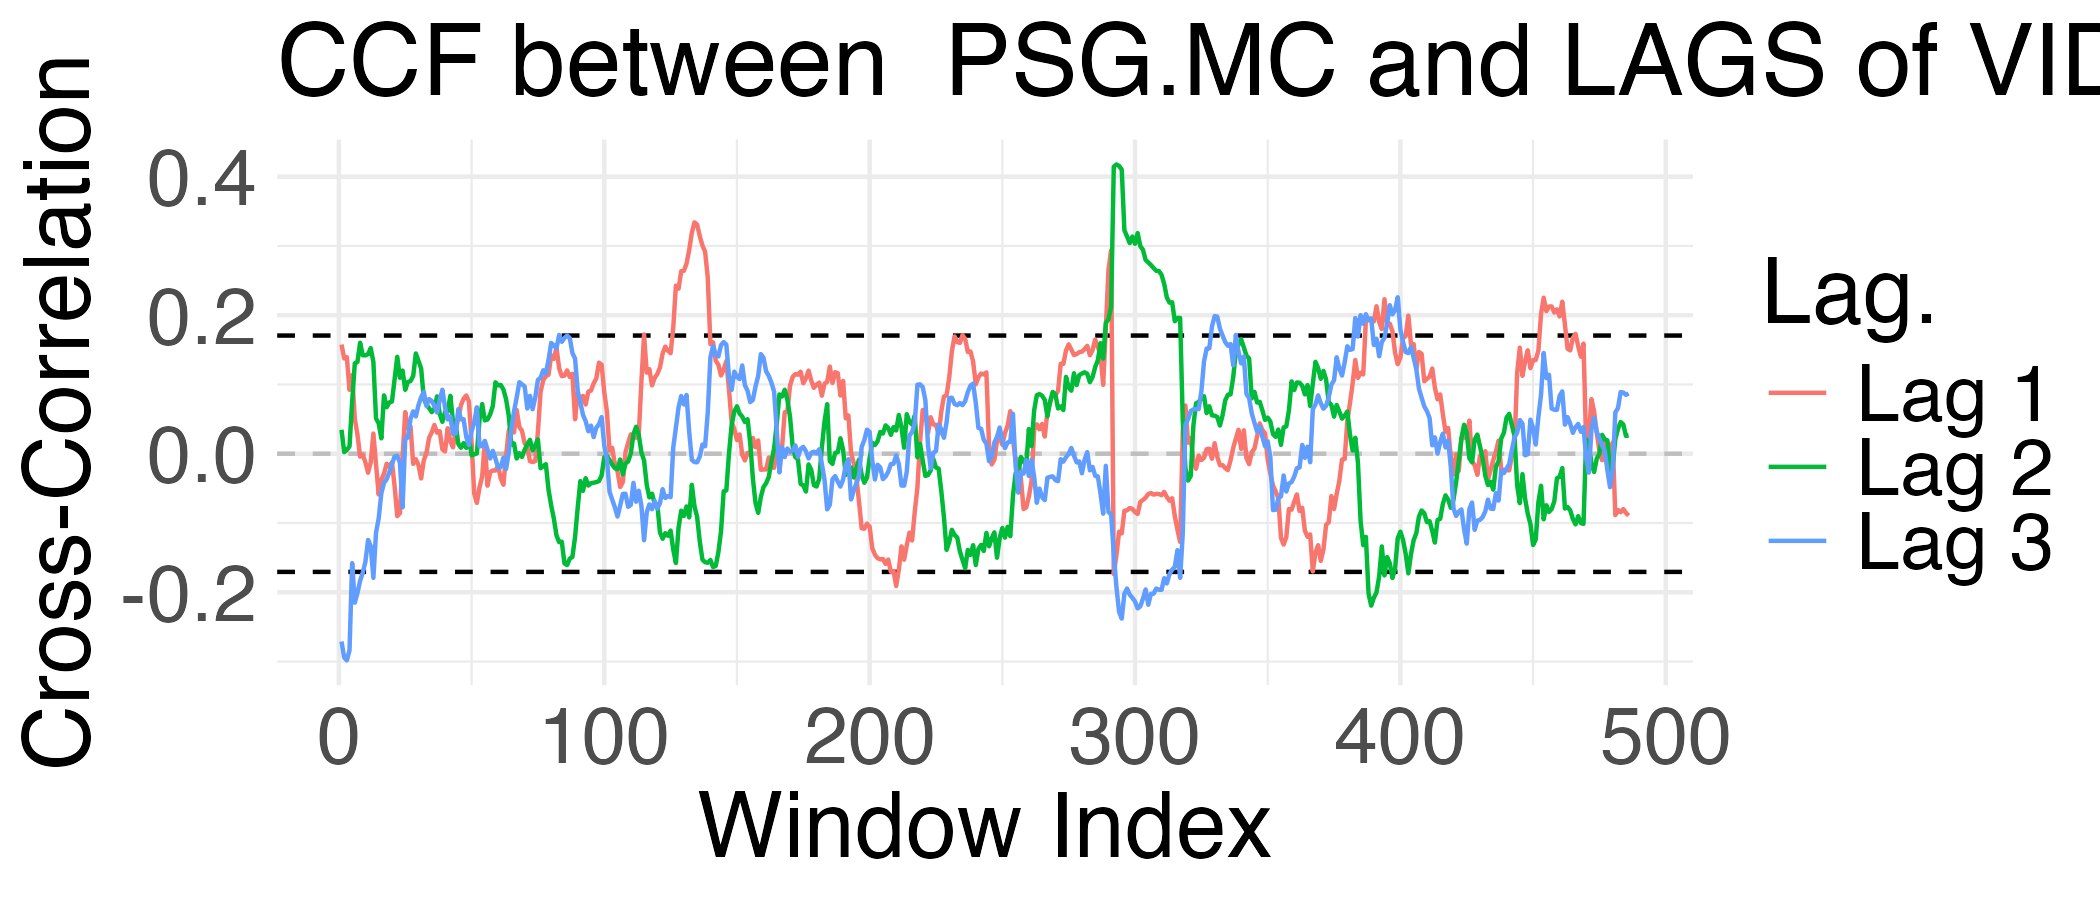 CCF between  PSG.MC and LAGS of
Cross-Correlation
0.4
0.2
0.0
-0.2
0 100 200 300 400 500
Window Index
Lag.
Lag 1
Lag 2
Lag 3